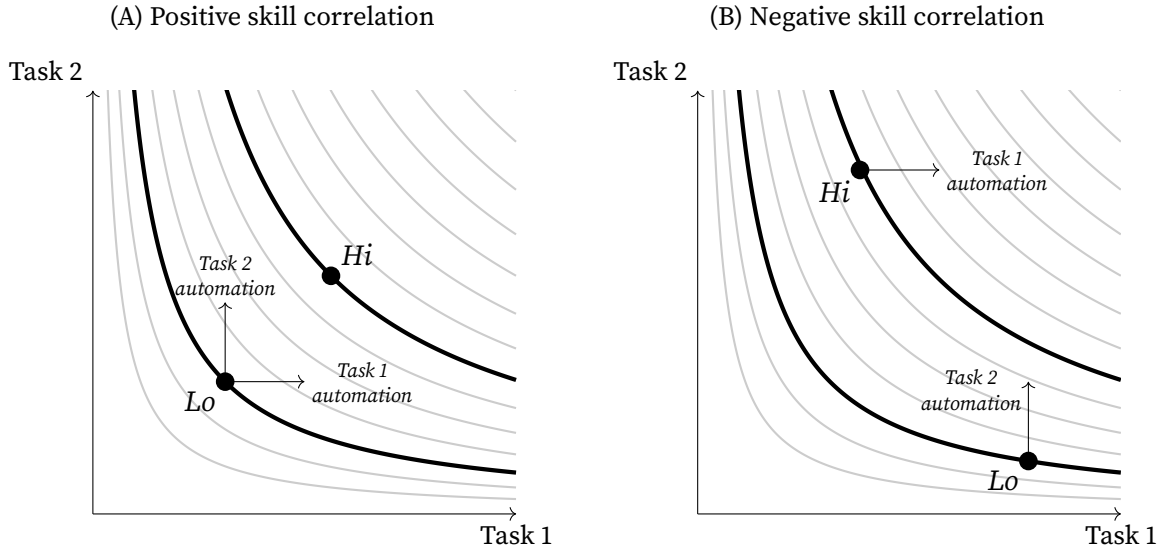 (A) Positive skill correlation
Task 2
Hi
Task 2
automation
Task 1
automation
Lo
Task 1
(B) Negative skill correlation
Task 2
Task 1
automation
Hi
Task 2
automation
Lo
Task 1